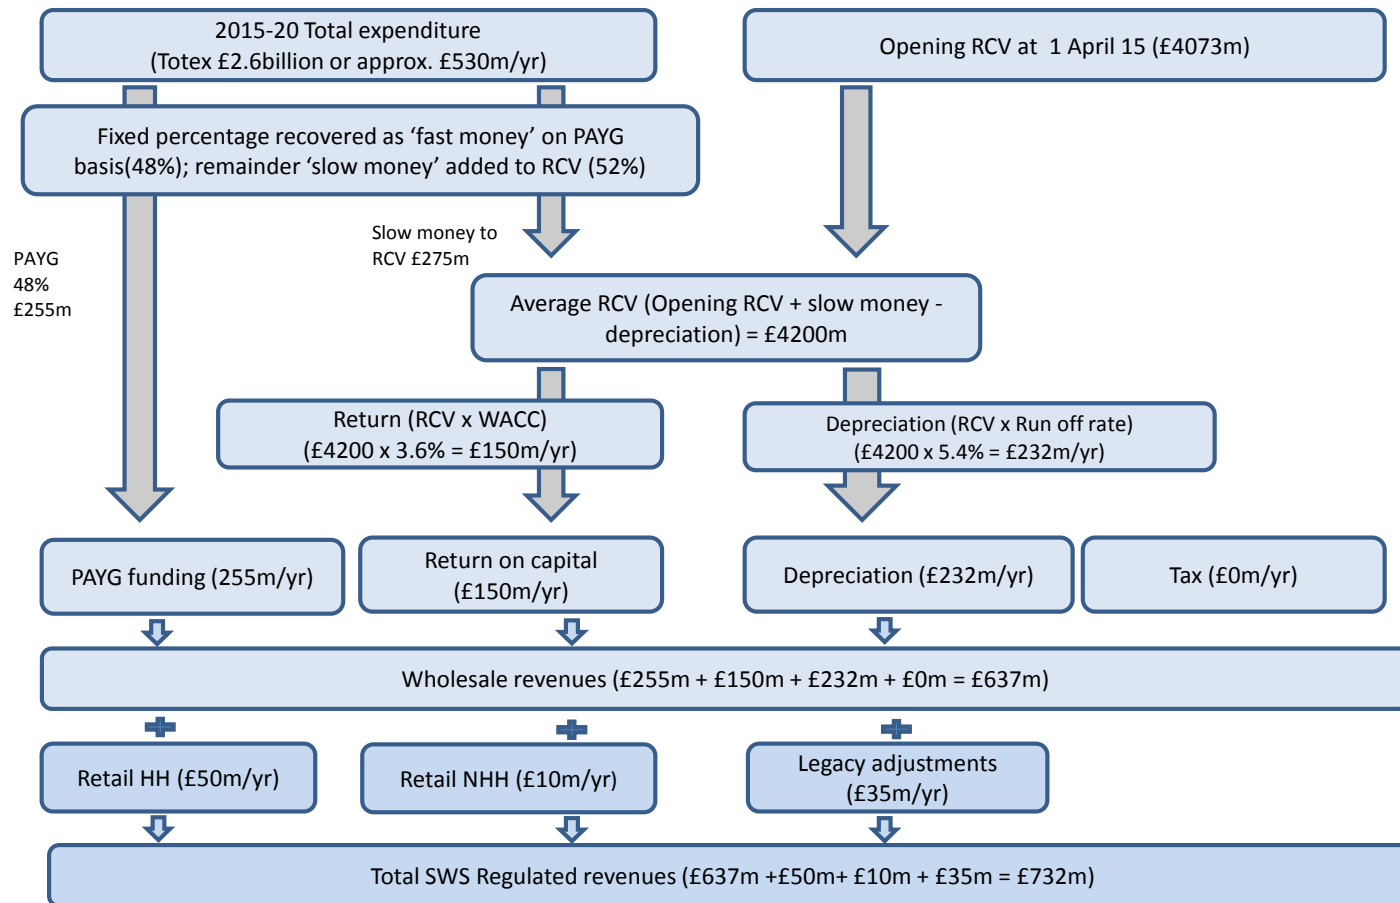 2015-20 Total expenditure
(Totex £2.6billion or approx. £530m/yr)
Opening RCV at  1 April 15 (£4073m)
Fixed percentage recovered as ‘fast money’ on PAYG
basis(48%); remainder ‘slow money’ added to RCV (52%)
PAYG
48%
£255m
Slow money to
RCV £275m
Average RCV (Opening RCV + slow money -
depreciation) = £4200m
Return (RCV x WACC)
(£4200 x 3.6% = £150m/yr)
Depreciation (RCV x Run off rate)
(£4200 x 5.4% = £232m/yr)
PAYG funding (255m/yr)
Return on capital
(£150m/yr)
Depreciation (£232m/yr)
Tax (£0m/yr)
Wholesale revenues (£255m + £150m + £232m + £0m = £637m)
Retail HH (£50m/yr)
Retail NHH (£10m/yr)
Legacy adjustments
(£35m/yr)
Total SWS Regulated revenues (£637m +£50m+ £10m + £35m = £732m)